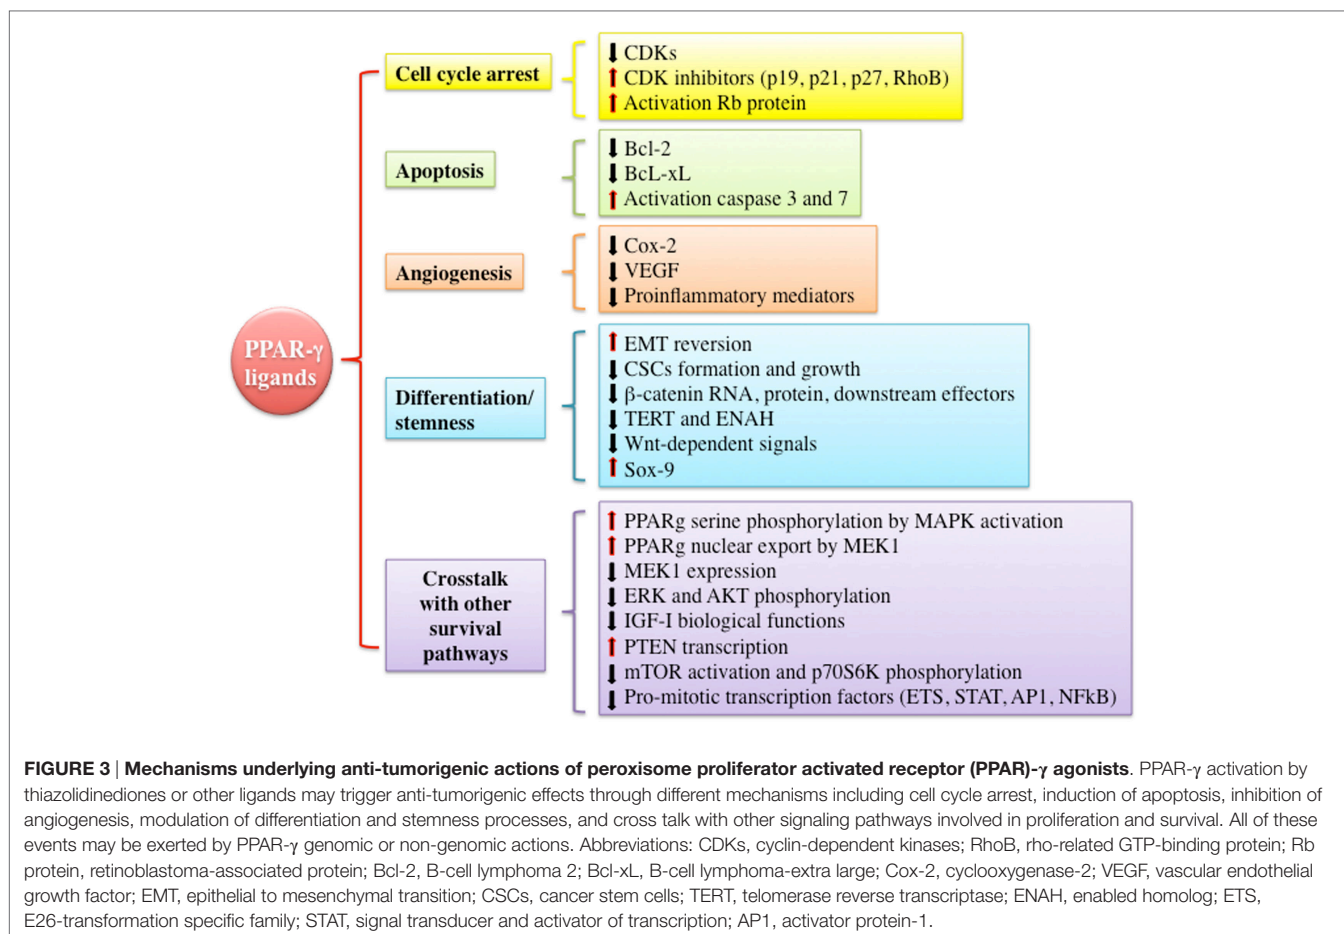 PPAR-γ
ligands
Cell cycle arrest
CDKs
CDK inhibitors (p19, p21, p27, RhoB)
Activation Rb protein
Apoptosis
Bcl-2
BcL-xL
Activation caspase 3 and 7
Angiogenesis
Cox-2
VEGF
Proinflammatory mediators
Differentiation/
stemness
EMT reversion
CSCs formation and growth
β-catenin RNA, protein, downstream effectors
TERT and ENAH
Wnt-dependent signals
Sox-9
Crosstalk
with other
survival
pathways
PPARg serine phosphorylation by MAPK activation
PPARg nuclear export by MEK1
MEK1 expression
ERK and AKT phosphorylation
IGF-I biological functions
PTEN transcription
mTOR activation and p70S6K phosphorylation
Pro-mitotic transcription factors (ETS, STAT, AP1, NFkB)
FIGURE 3 | Mechanisms underlying anti-tumorigenic actions of peroxisome proliferator activated receptor (PPAR)-γ agonists. PPAR-γ activation by
thiazolidinediones or other ligands may trigger anti-tumorigenic effects through different mechanisms including cell cycle arrest, induction of apoptosis, inhibition of
angiogenesis, modulation of differentiation and stemness processes, and cross talk with other signaling pathways involved in proliferation and survival. All of these
events may be exerted by PPAR-γ genomic or non-genomic actions. Abbreviations: CDKs, cyclin-dependent kinases; RhoB, rho-related GTP-binding protein; Rb
protein, retinoblastoma-associated protein; Bcl-2, B-cell lymphoma 2; Bcl-xL, B-cell lymphoma-extra large; Cox-2, cyclooxygenase-2; VEGF, vascular endothelial
growth factor; EMT, epithelial to mesenchymal transition; CSCs, cancer stem cells; TERT, telomerase reverse transcriptase; ENAH, enabled homolog; ETS,
E26-transformation specific family; STAT, signal transducer and activator of transcription; AP1, activator protein-1.